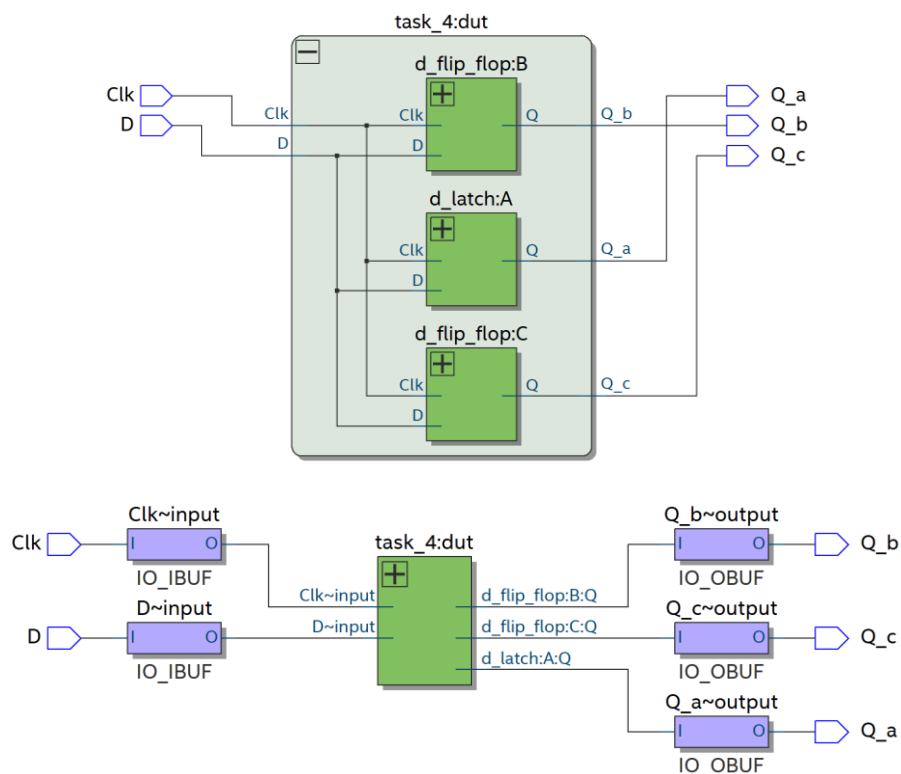 task_4:dut
d_flip_flop:B
Clk
D
Clk
D
Clk
D
Q
Q_b
Q_a
Q_b
Q_c
d_latch:A
Clk
D
Q
Q_a
d_flip_flop:C
Clk
D
Q
Q_c
Clk~input
Clk
I
O
IO_IBUF
D~input
D
I
O
IO_IBUF
task_4:dut
Clk~input
D~input
d_flip_flop:B:Q
d_flip_flop:C:Q
d_latch:A:Q
Q_b~output
I
O
Q_b
IO_OBUF
Q_c~output
I
O
Q_c
IO_OBUF
Q_a~output
I
O
Q_a
IO_OBUF